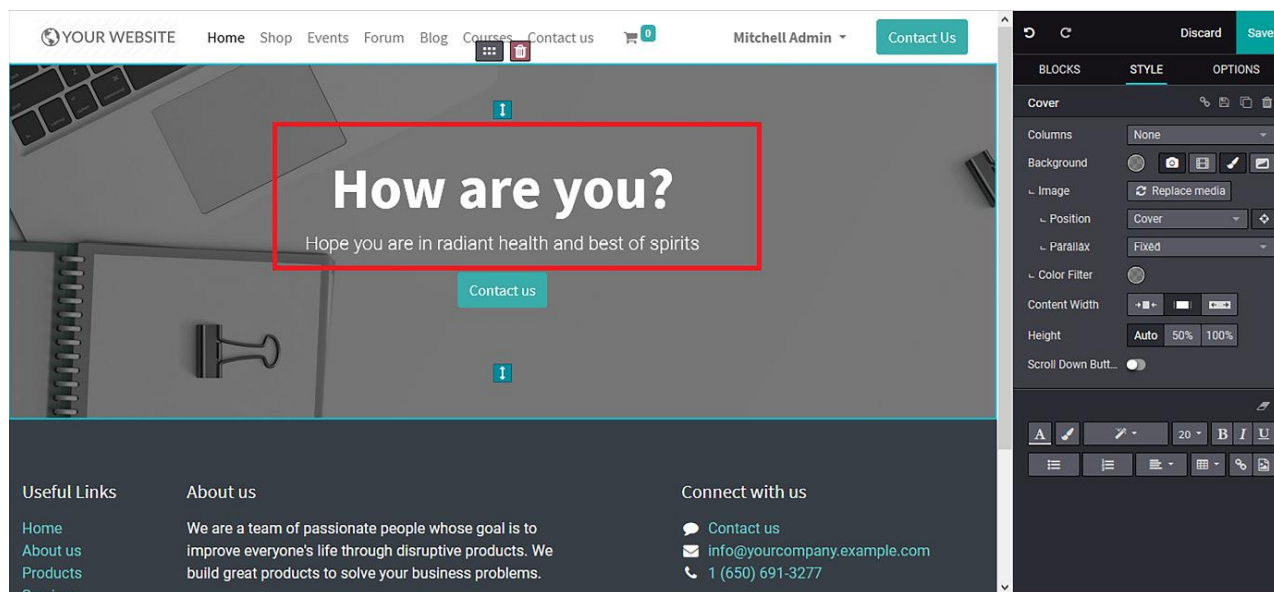 YOUR WEBSITE Home Shop Events Forum Blog Courses Contact us 0 Mitchell Admin Contact Us
Discard Save
BLOCKS STYLE OPTIONS
Cover
Columns None
Background
Image Replace media
Position Cover
Parallax Fixed
Color Filter
Content Width
Height Auto 50% 100%
Scroll Down Butt...
A 20 B I U
How are you?
Hope you are in radiant health and best of spirits
Contact us
Useful Links
Home
About us
Products
About us
We are a team of passionate people whose goal is to
improve everyone's life through disruptive products. We
build great products to solve your business problems.
Connect with us
Contact us
info@yourcompany.example.com
1 (650) 691-3277